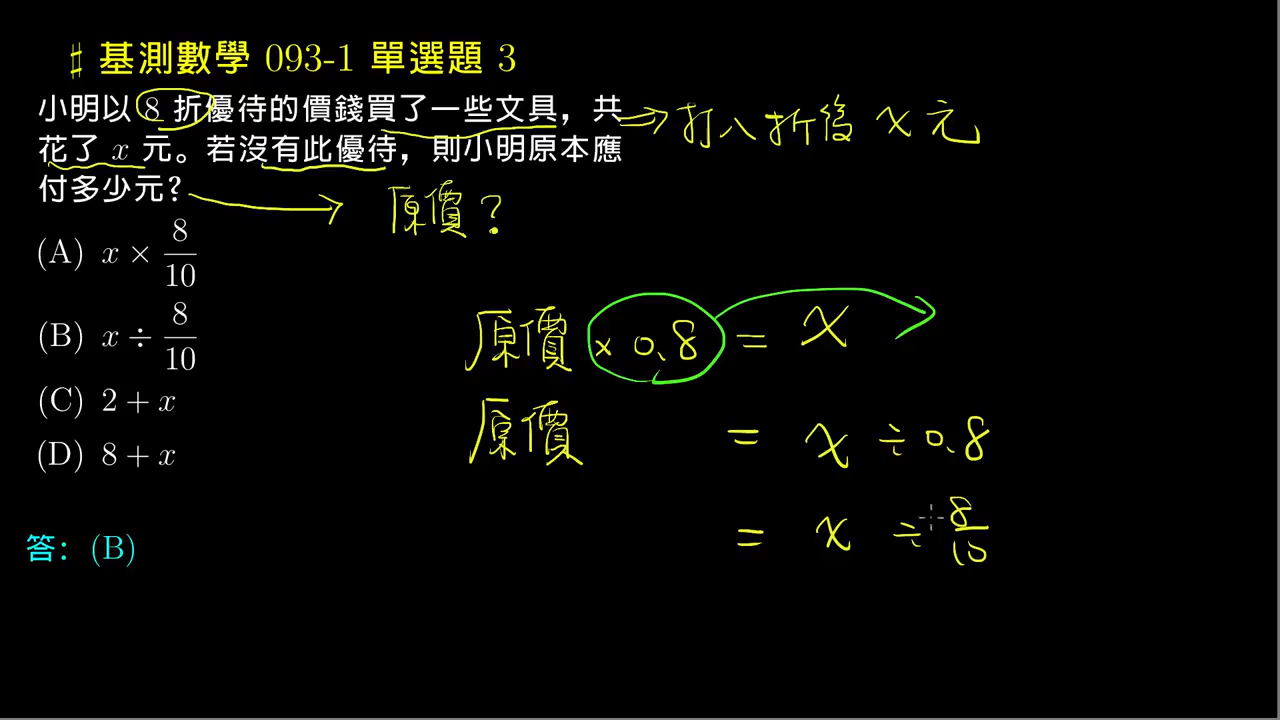 ♯ 基測數學 093-1 單選題 3
小明以 8 折優待的價錢買了一些文具，共
花了 x 元。若沒有此優待，則小明原本應
付多少元？
⇒ 打八折後 x 元
→ 原價？
(A) x × 8/10
(B) x ÷ 8/10
(C) 2 + x
(D) 8 + x
原價 × 0.8 = x
原價 = x ÷ 0.8
= x ÷ 8/10
答：(B)